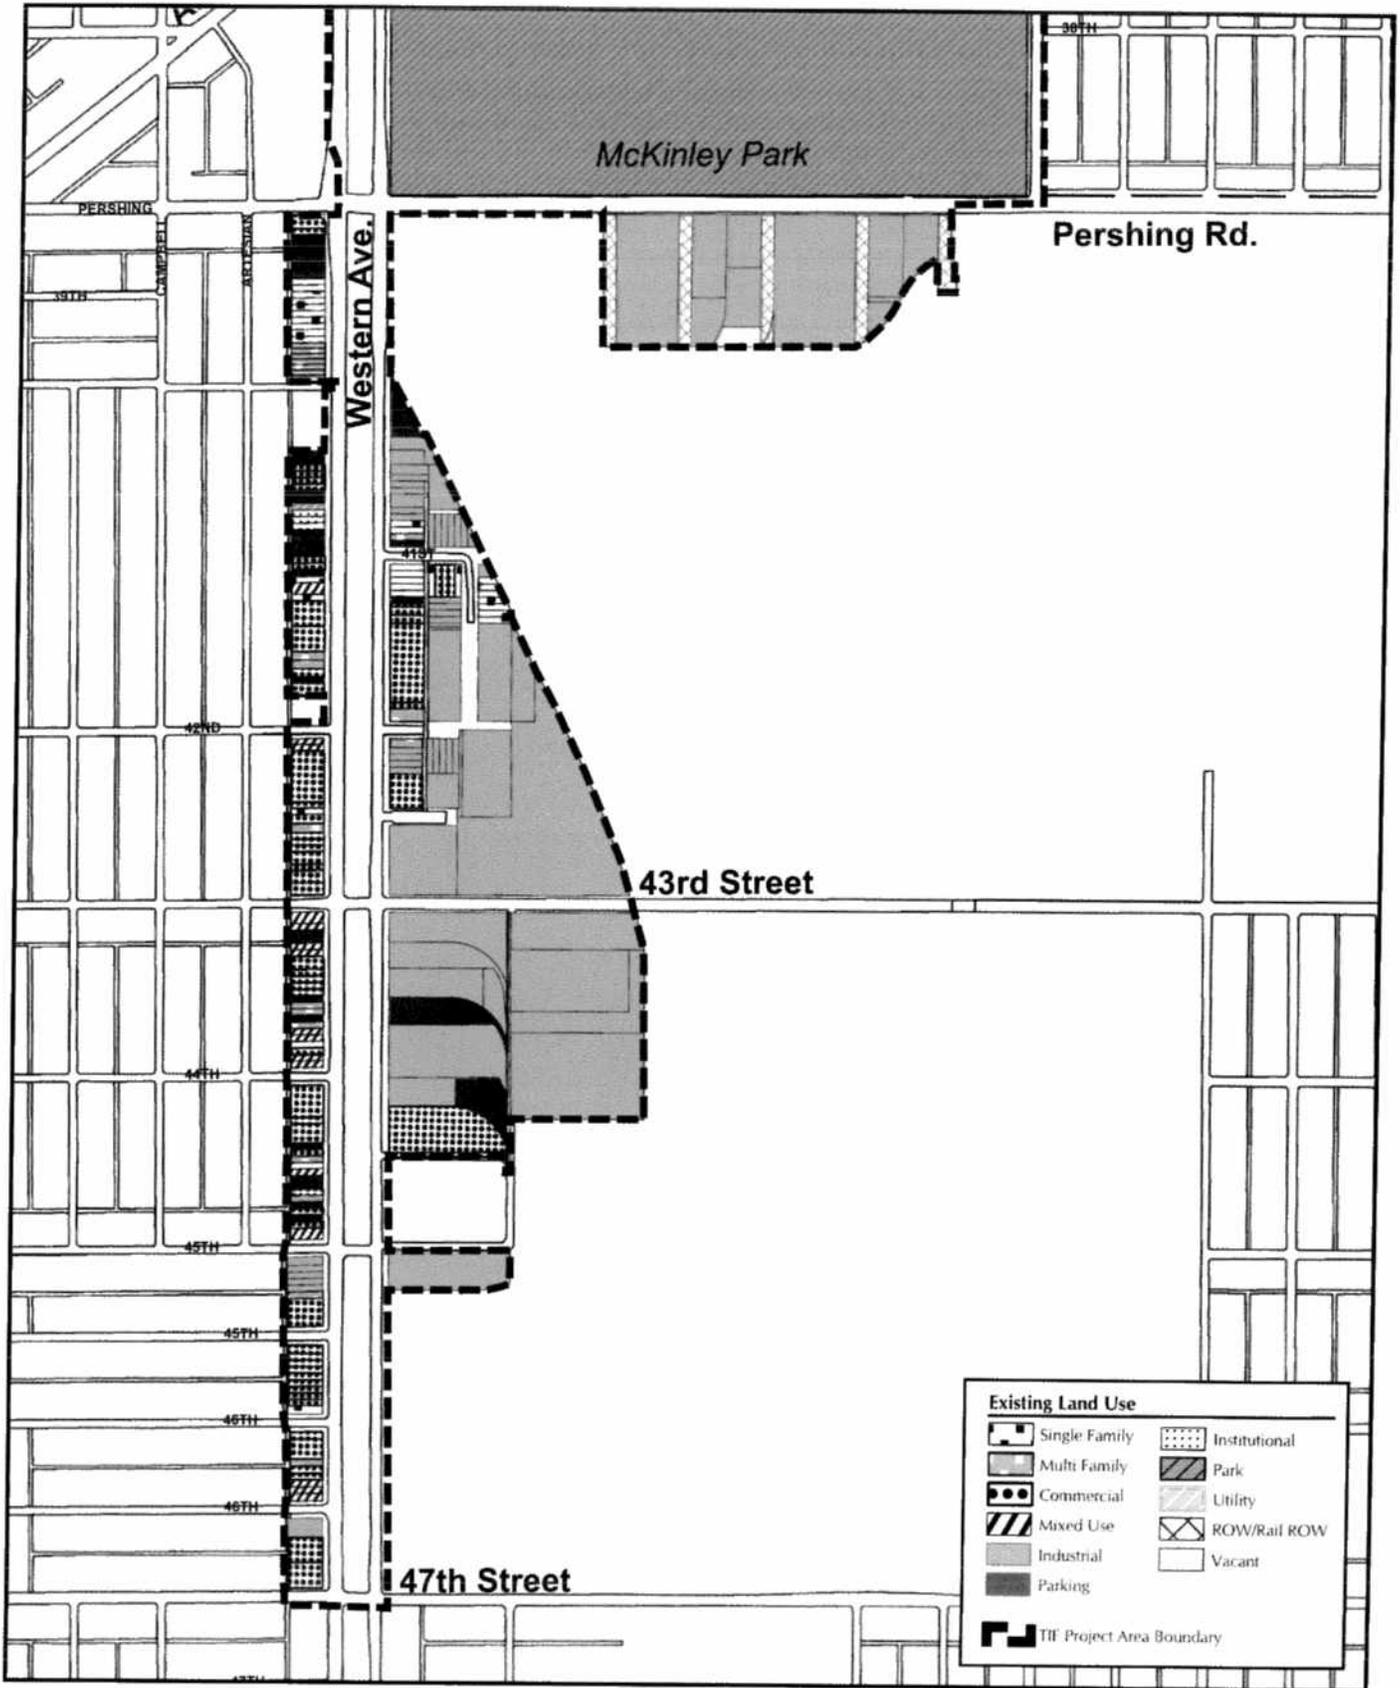 38TH
McKinley Park
PERSHING
Pershing Rd.
CAMPBELL
ARTESIAN
Western Ave.
39TH
41ST
42ND
43rd Street
44TH
45TH
45TH
46TH
46TH
47th Street
47TH
Existing Land Use
Single Family
Multi Family
Commercial
Mixed Use
Industrial
Parking
Institutional
Park
Utility
ROW/Rail ROW
Vacant
TIF Project Area Boundary